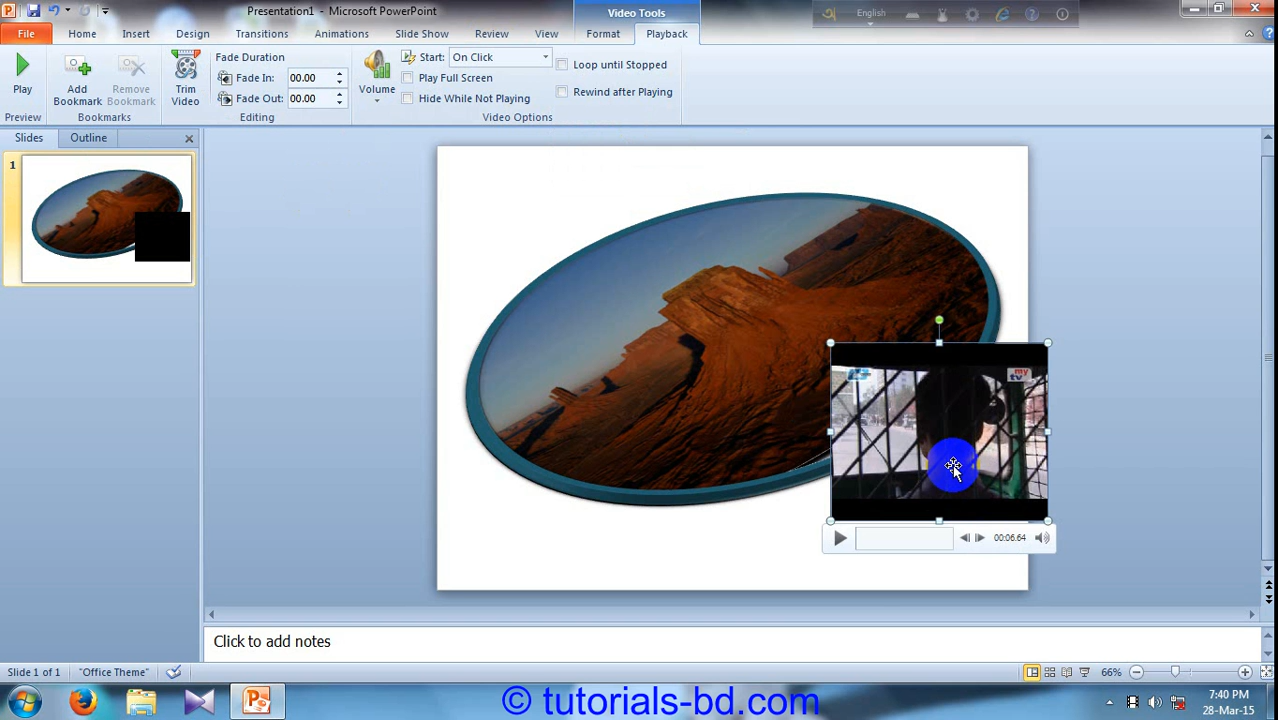 Presentation1 - Microsoft PowerPoint
Video Tools
English
File Home Insert Design Transitions Animations Slide Show Review View Format Playback
Play
Add Bookmark
Remove Bookmark
Trim Video
Fade Duration
Fade In: 00.00
Fade Out: 00.00
Volume
Start: On Click
Play Full Screen
Hide While Not Playing
Loop until Stopped
Rewind after Playing
Preview Bookmarks Editing Video Options
Slides Outline
1
my tv
00:06.64
Click to add notes
Slide 1 of 1 "Office Theme" 66%
© tutorials-bd.com
7:40 PM
28-Mar-15